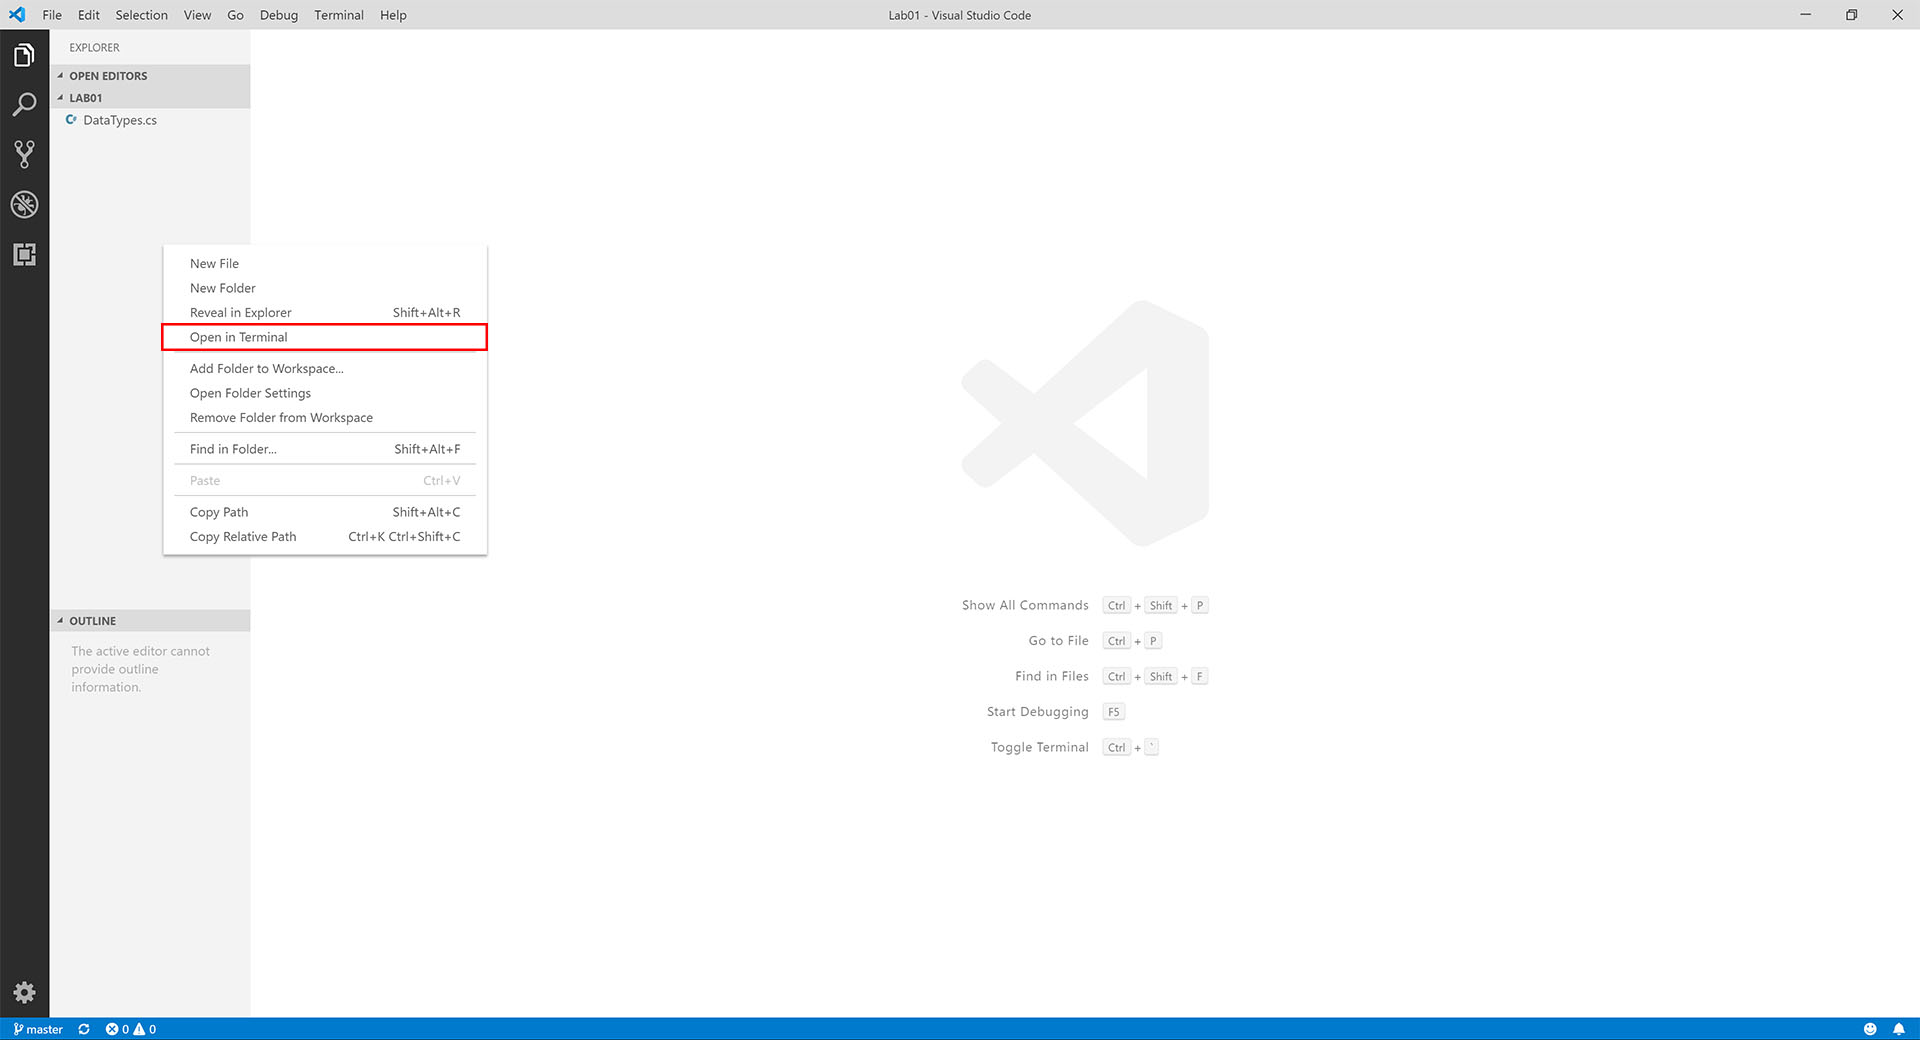 File Edit Selection View Go Debug Terminal Help
Lab01 - Visual Studio Code
EXPLORER
OPEN EDITORS
LAB01
DataTypes.cs
New File
New Folder
Reveal in Explorer Shift+Alt+R
Open in Terminal
Add Folder to Workspace...
Open Folder Settings
Remove Folder from Workspace
Find in Folder... Shift+Alt+F
Paste Ctrl+V
Copy Path Shift+Alt+C
Copy Relative Path Ctrl+K Ctrl+Shift+C
Show All Commands Ctrl + Shift + P
Go to File Ctrl + P
Find in Files Ctrl + Shift + F
Start Debugging F5
Toggle Terminal Ctrl + `
OUTLINE
The active editor cannot
provide outline
information.
master 0 0